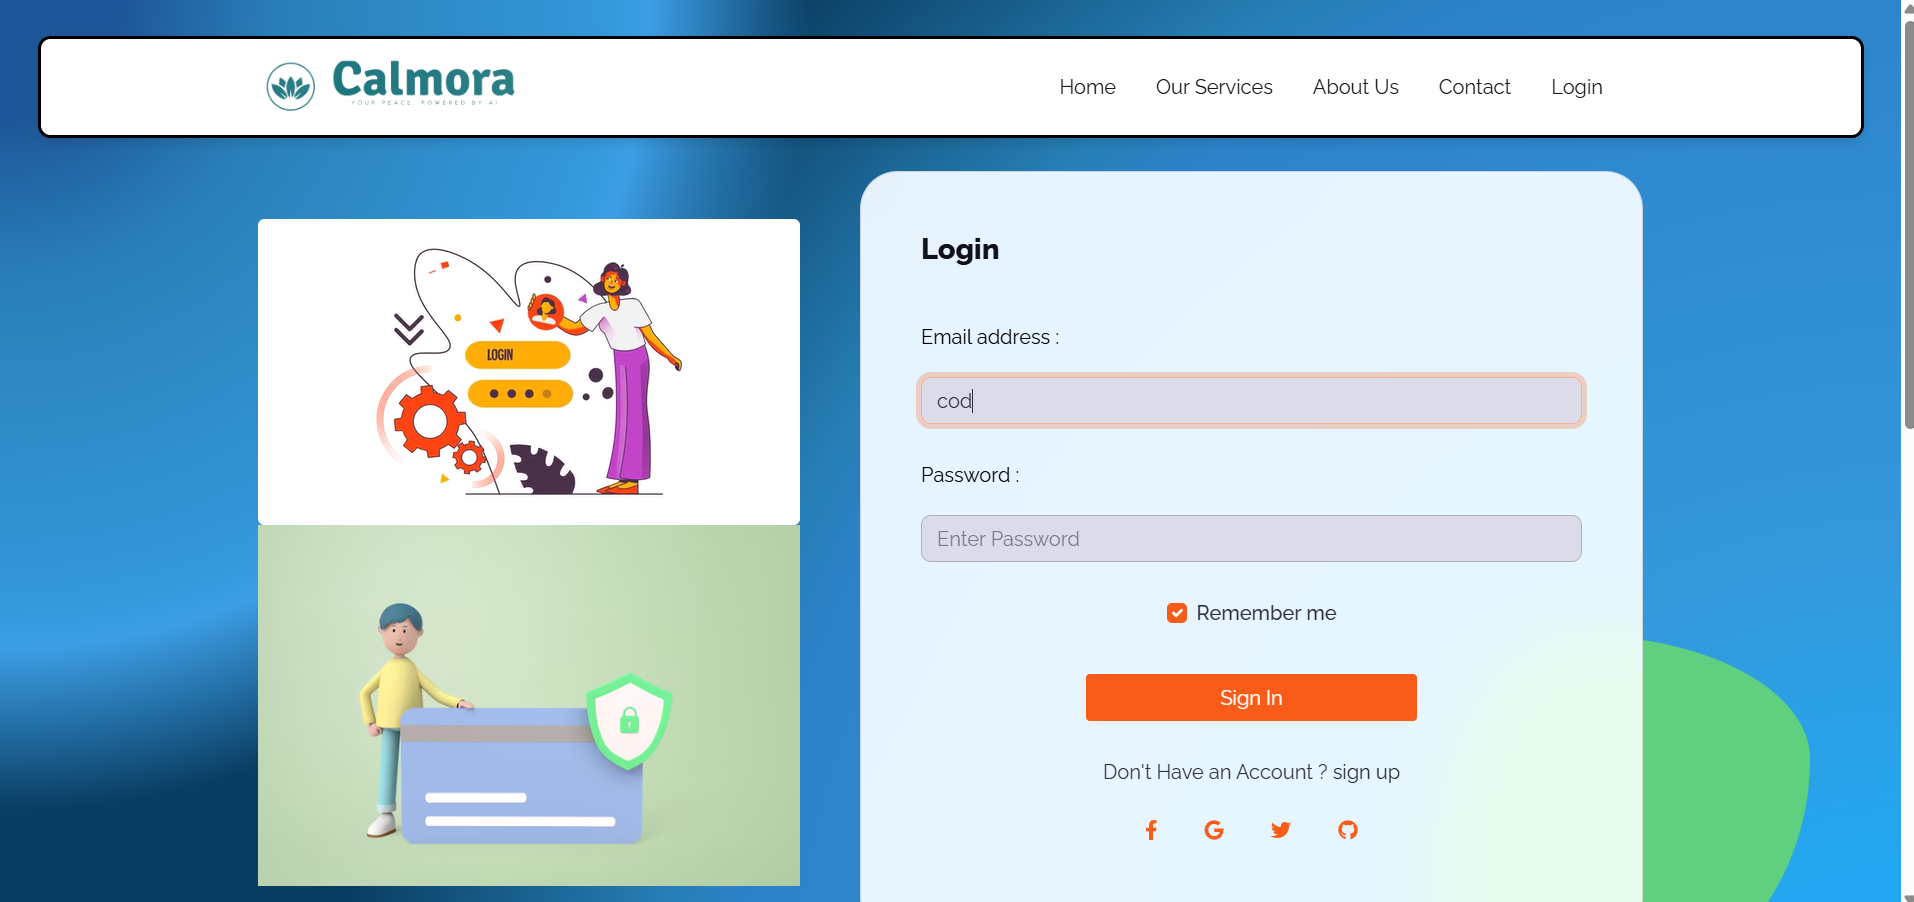 Calmora
YOUR PEACE. POWERED BY AI
Home Our Services About Us Contact Login
LOGIN
Login
Email address :
cod
Password :
Enter Password
Remember me
Sign In
Don't Have an Account ? sign up